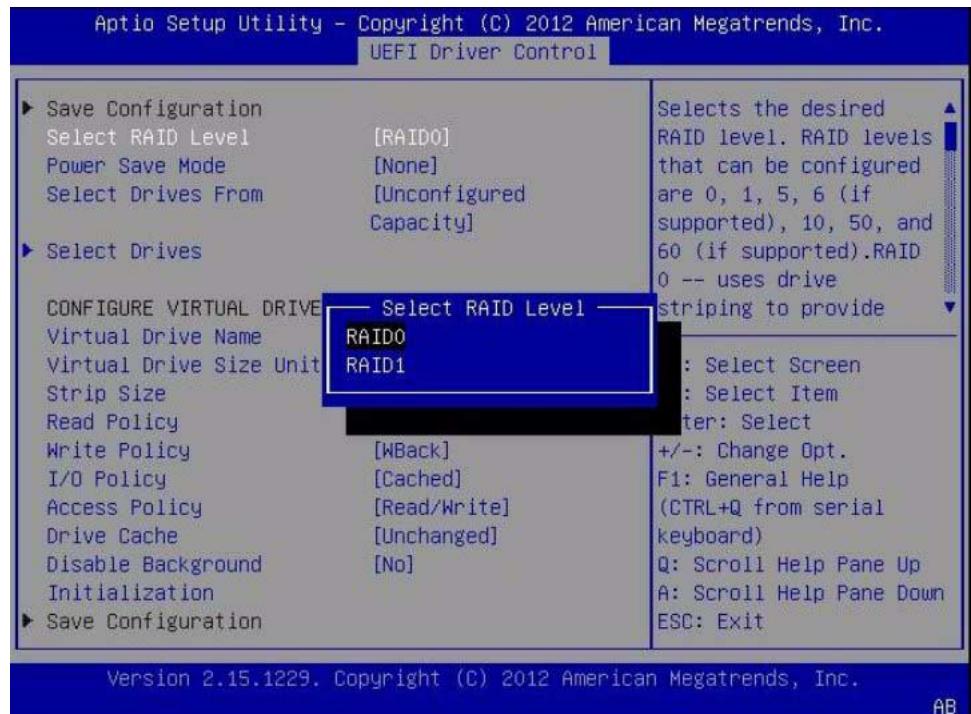 Aptio Setup Utility – Copyright (C) 2012 American Megatrends, Inc.
UEFI Driver Control
Save Configuration
Select RAID Level [RAID0]
Power Save Mode [None]
Select Drives From [Unconfigured
Capacity]
Select Drives
CONFIGURE VIRTUAL DRIVE
Virtual Drive Name
Virtual Drive Size Unit
Strip Size
Read Policy
Write Policy [WBack]
I/O Policy [Cached]
Access Policy [Read/Write]
Drive Cache [Unchanged]
Disable Background [No]
Initialization
Save Configuration
Select RAID Level
RAID0
RAID1
Selects the desired
RAID level. RAID levels
that can be configured
are 0, 1, 5, 6 (if
supported), 10, 50, and
60 (if supported).RAID
0 -- uses drive
striping to provide
: Select Screen
: Select Item
ter: Select
+/-: Change Opt.
F1: General Help
(CTRL+Q from serial
keyboard)
Q: Scroll Help Pane Up
A: Scroll Help Pane Down
ESC: Exit
Version 2.15.1229. Copyright (C) 2012 American Megatrends, Inc.
AB